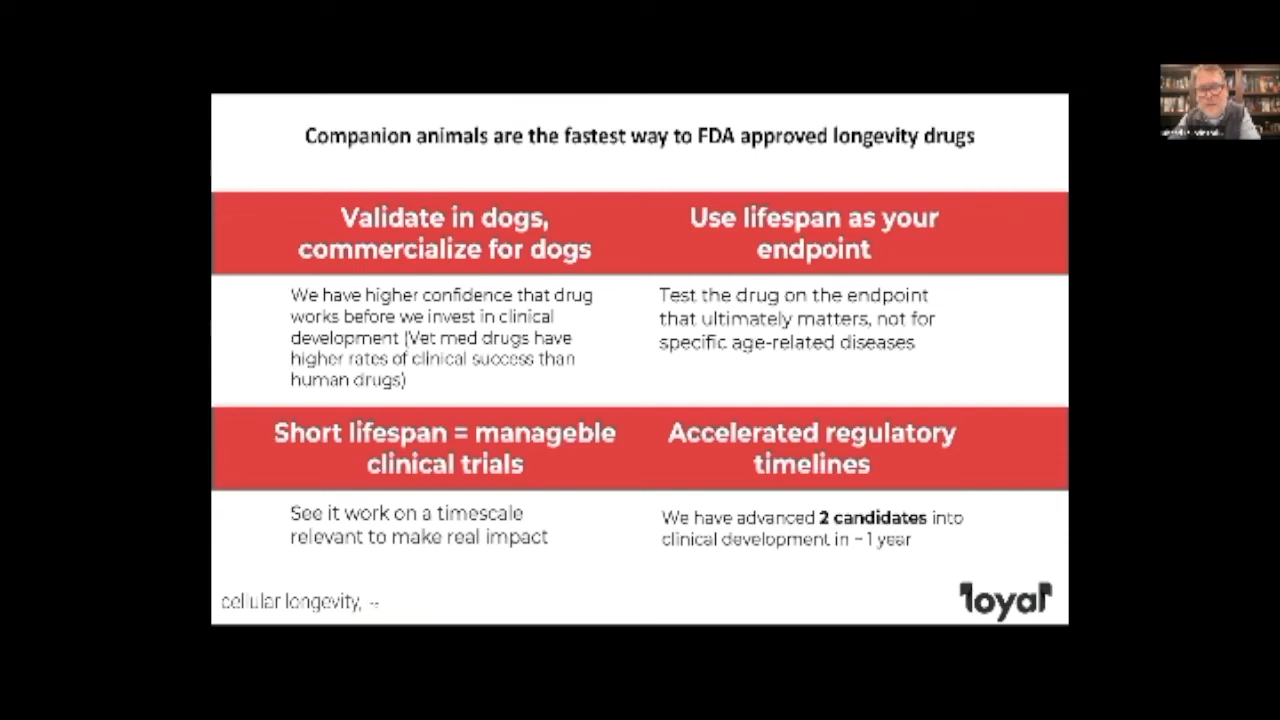 Companion animals are the fastest way to FDA approved longevity drugs
Validate in dogs,
commercialize for dogs
Use lifespan as your
endpoint
We have higher confidence that drug
works before we invest in clinical
development (Vet med drugs have
higher rates of clinical success than
human drugs)
Test the drug on the endpoint
that ultimately matters, not for
specific age-related diseases
Short lifespan = manageble
clinical trials
Accelerated regulatory
timelines
See it work on a timescale
relevant to make real impact
We have advanced 2 candidates into
clinical development in ~1 year
cellular longevity,
loyal